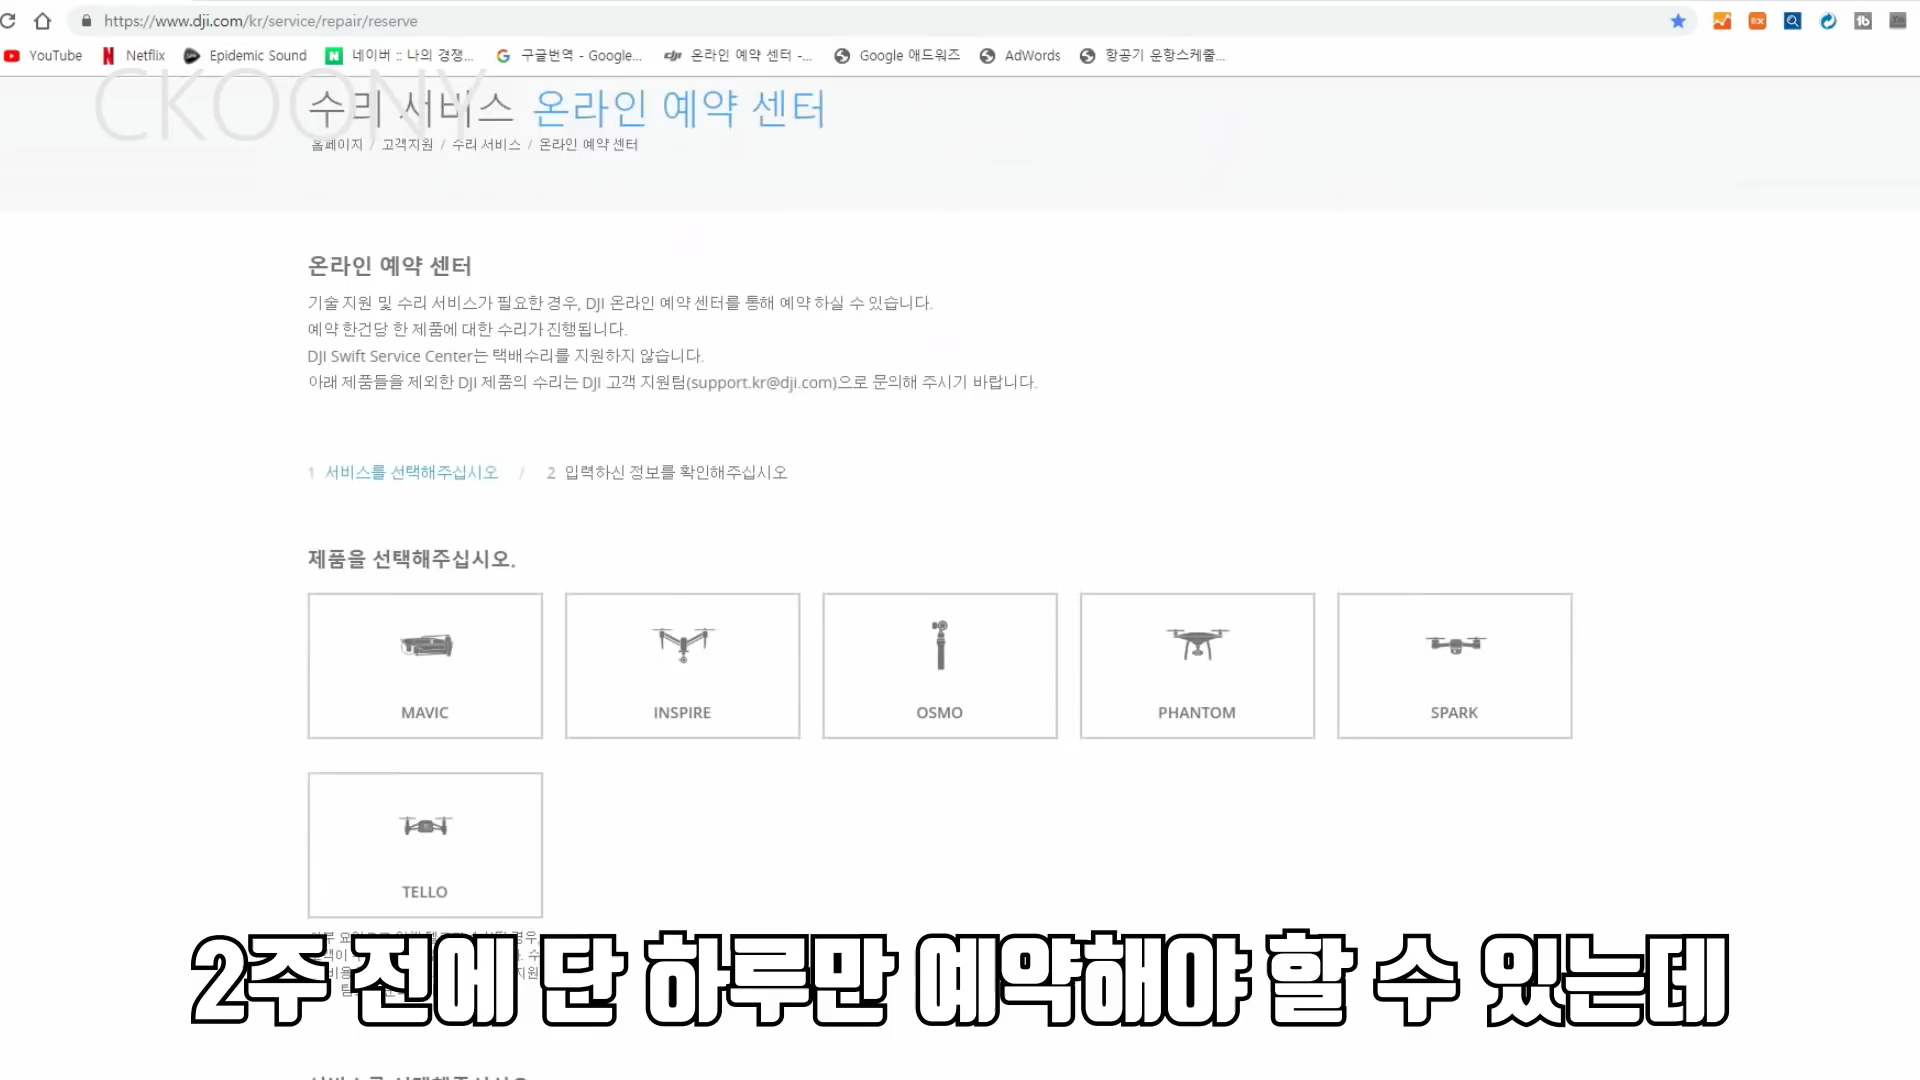 https://www.dji.com/kr/service/repair/reserve
YouTube Netflix Epidemic Sound 네이버 :: 나의 경쟁... 구글번역 - Google... 온라인 예약 센터 -... Google 애드워즈 AdWords 항공기 운항스케줄...
CKOONY
수리 서비스 온라인 예약 센터
홈페이지 / 고객지원 / 수리 서비스 / 온라인 예약 센터
온라인 예약 센터
기술 지원 및 수리 서비스가 필요한 경우, DJI 온라인 예약 센터를 통해 예약 하실 수 있습니다.
예약 한건당 한 제품에 대한 수리가 진행됩니다.
DJI Swift Service Center는 택배수리를 지원하지 않습니다.
아래 제품들을 제외한 DJI 제품의 수리는 DJI 고객 지원팀(support.kr@dji.com)으로 문의해 주시기 바랍니다.
1 서비스를 선택해주십시오 / 2 입력하신 정보를 확인해주십시오
제품을 선택해주십시오.
MAVIC INSPIRE OSMO PHANTOM SPARK
TELLO
2주 전에 단 하루만 예약해야 할 수 있는데